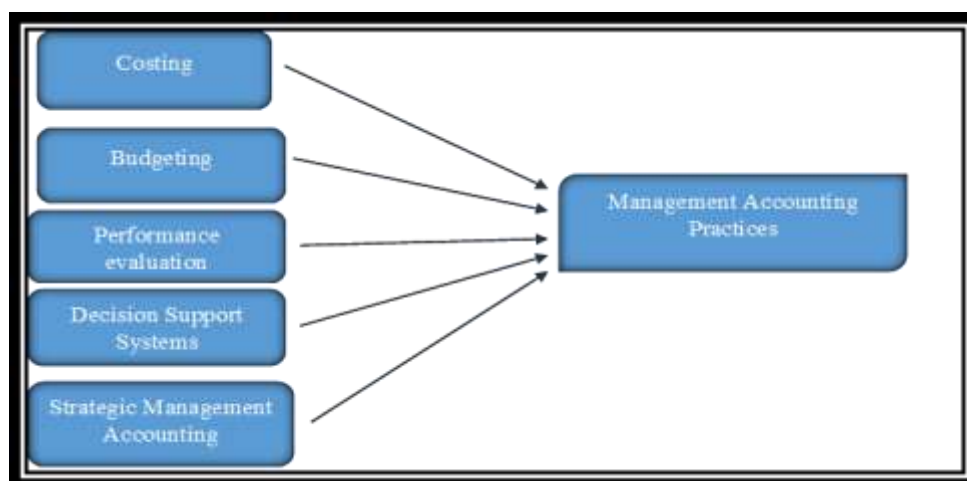 Costing
Budgeting
Performance
evaluation
Decision Support
Systems
Strategic Management
Accounting
Management Accounting
Practices